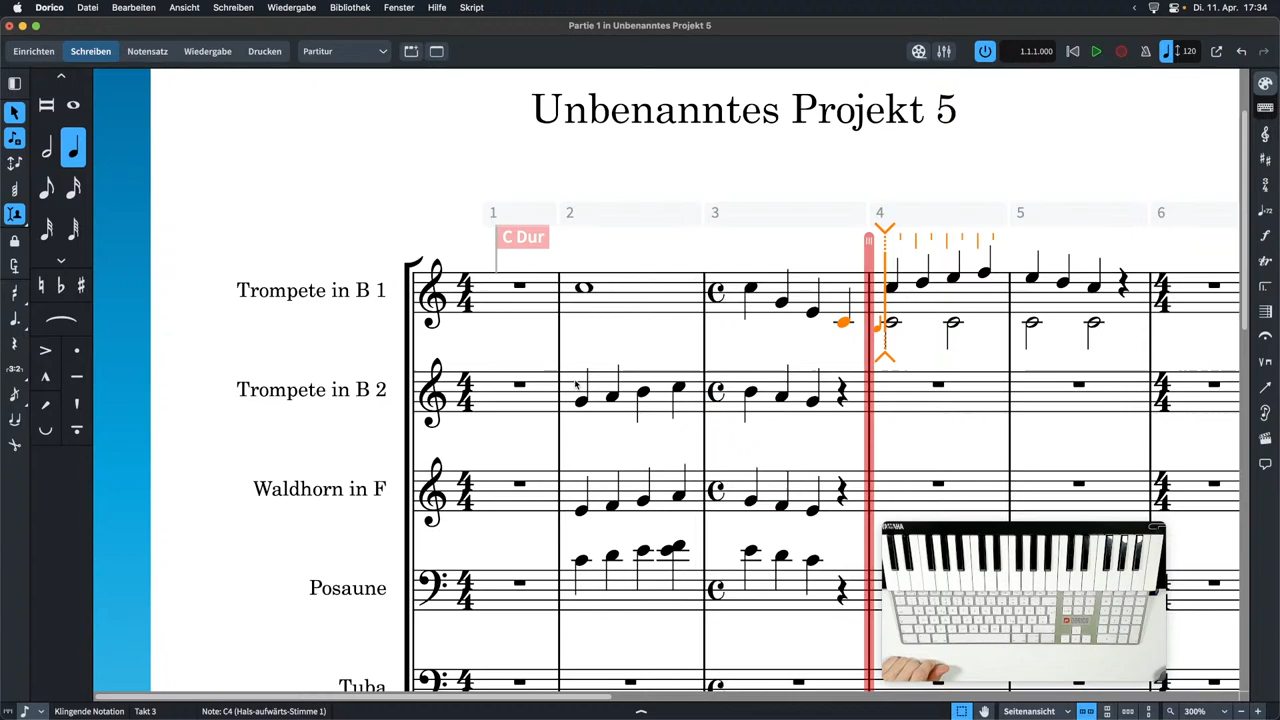 Dorico Datei Bearbeiten Ansicht Schreiben Wiedergabe Bibliothek Fenster Hilfe Skript Di. 11. Apr. 17:34
Partie 1 in Unbenanntes Projekt 5
Einrichten Schreiben Notensatz Wiedergabe Drucken Partitur 1.1.1.000 120
Unbenanntes Projekt 5
1 2 3 4 5 6
C Dur
Trompete in B 1
Trompete in B 2
Waldhorn in F
Posaune
Tuba
YAMAHA
DORICO
Klingende Notation Takt 3 Note: C4 (Hals-aufwärts-Stimme 1) Seitenansicht 300%